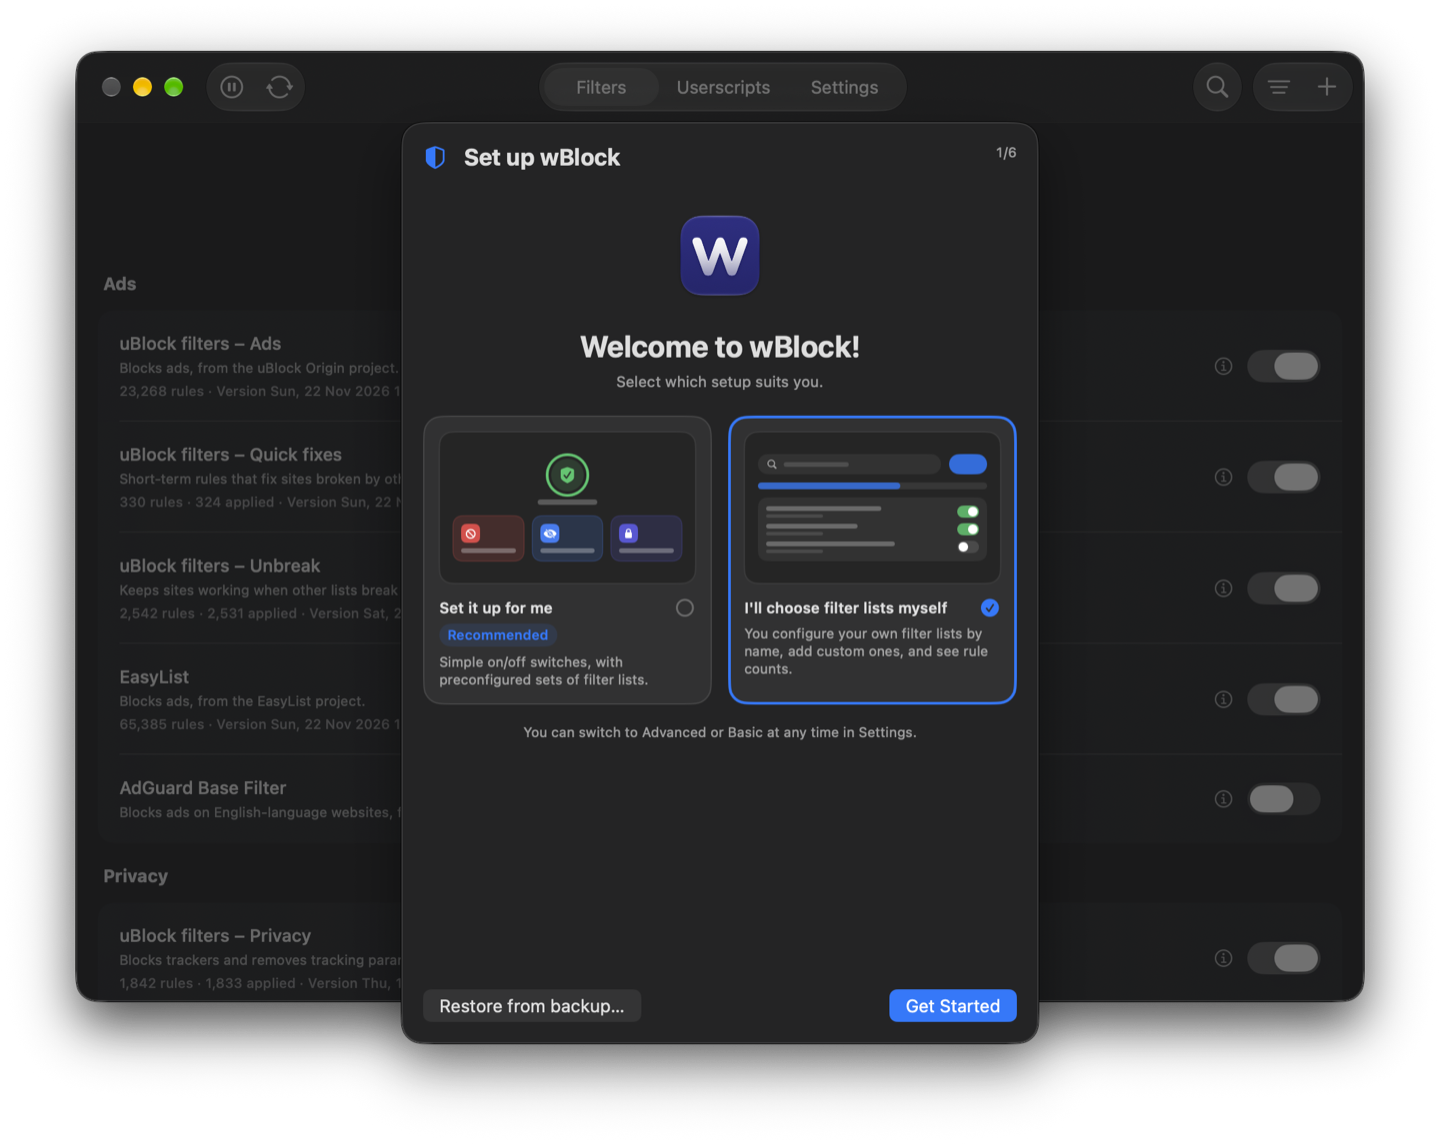 Filters
Userscripts
Settings
Set up wBlock
1/6
W
Welcome to wBlock!
Select which setup suits you.
Set it up for me
Recommended
Simple on/off switches, with
preconfigured sets of filter lists.
I'll choose filter lists myself
You configure your own filter lists by
name, add custom ones, and see rule
counts.
You can switch to Advanced or Basic at any time in Settings.
Restore from backup...
Get Started
Ads
uBlock filters – Ads
Blocks ads, from the uBlock Origin project.
23,268 rules · Version Sun, 22 Nov 2026 1
uBlock filters – Quick fixes
Short-term rules that fix sites broken by
330 rules · 324 applied · Version Sun, 22
uBlock filters – Unbreak
Keeps sites working when other lists break
2,542 rules · 2,531 applied · Version Sat, 2
EasyList
Blocks ads, from the EasyList project.
65,385 rules · Version Sun, 22 Nov 2026 1
AdGuard Base Filter
Blocks ads on English-language websites,
Privacy
uBlock filters – Privacy
Blocks trackers and removes tracking
1,842 rules · 1,833 applied · Version Thu, 1